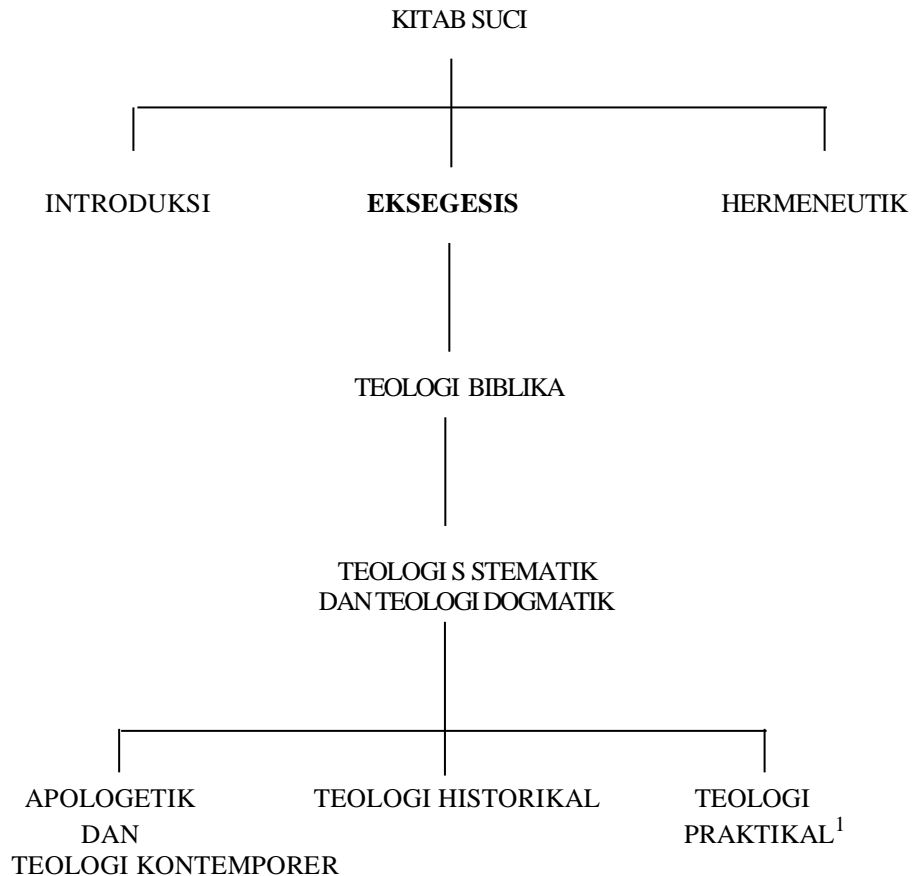 KITAB SUCI
INTRODUKSI EKSEGESIS HERMENEUTIK
TEOLOGI BIBLIKA
TEOLOGI S STEMATIK
DAN TEOLOGI DOGMATIK
APOLOGETIK
DAN
TEOLOGI KONTEMPORER
TEOLOGI HISTORIKAL
TEOLOGI
PRAKTIKAL1